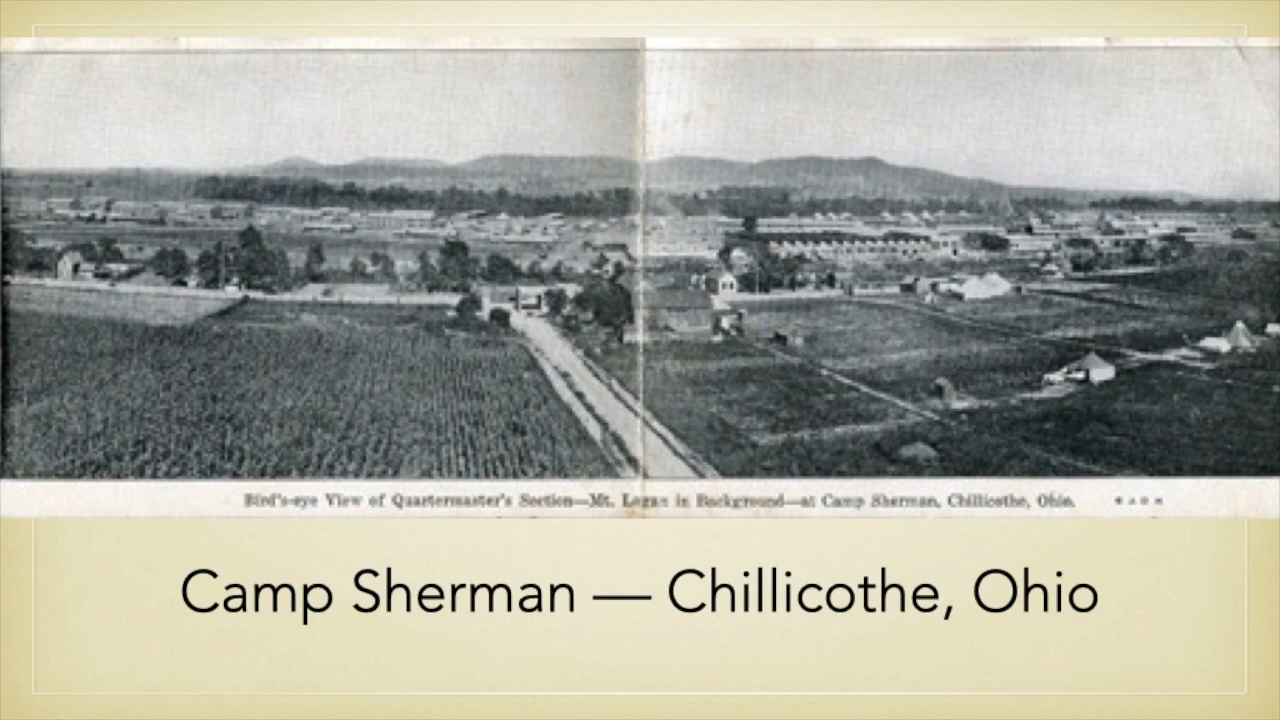 Bird's-eye View of Quartermaster's Section—Mt. Logan in Background—at Camp Sherman, Chillicothe, Ohio.
Camp Sherman — Chillicothe, Ohio